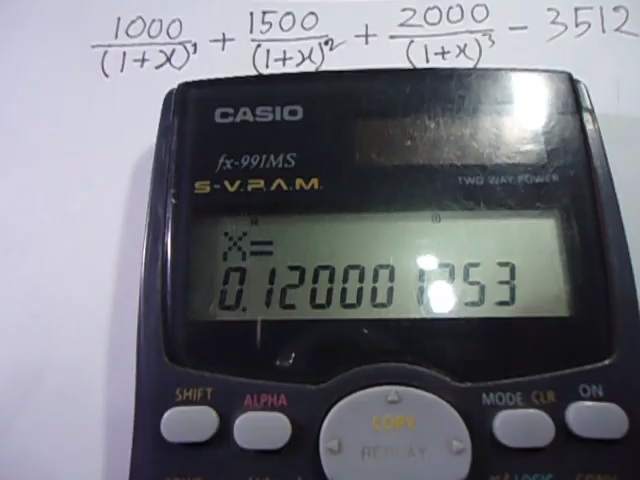 1000/(1+x)^1 + 1500/(1+x)^2 + 2000/(1+x)^3 - 3512
CASIO
fx-991MS
S-V.P.A.M.
TWO WAY POWER
X=
0.120001253
SHIFT ALPHA MODE CLR ON
COPY
REPLAY